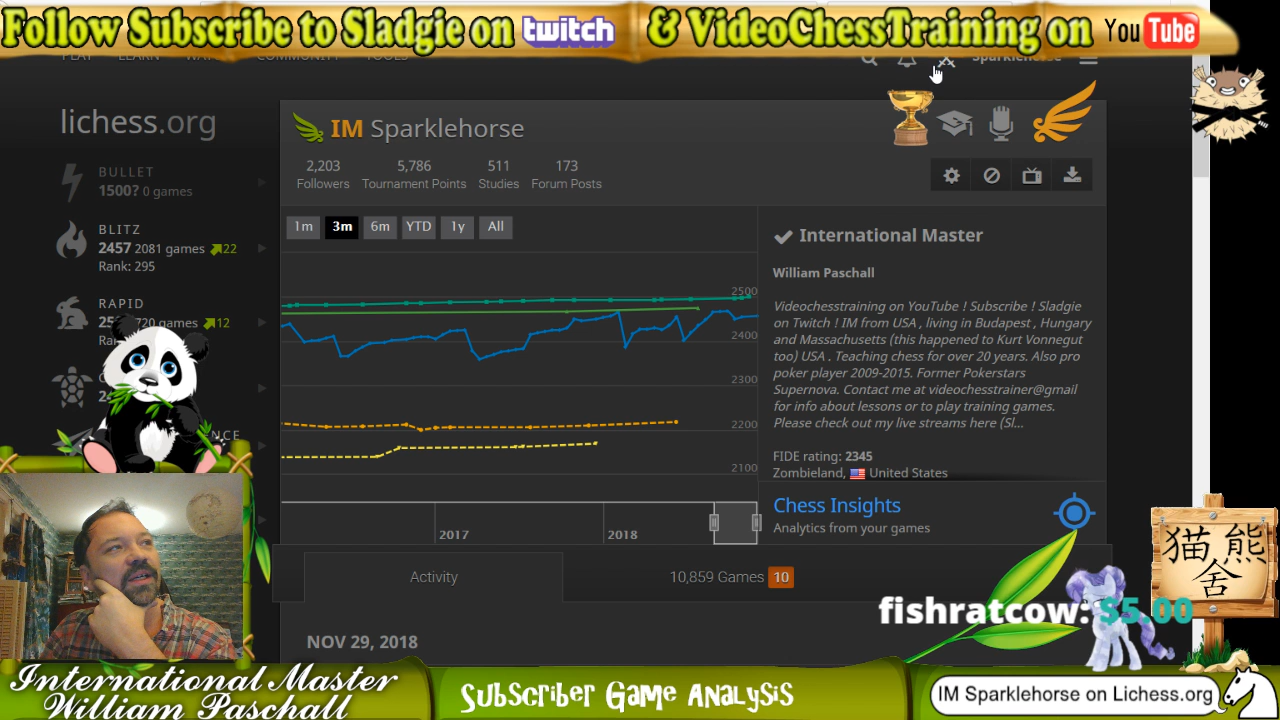 Follow Subscribe to Sladgie on twitch & VideoChessTraining on YouTube
COMMUNITY TOOLS
Sparklehorse
lichess.org
IM Sparklehorse
2,203 5,786 511 173
Followers Tournament Points Studies Forum Posts
BULLET
1500? 0 games
BLITZ
2457 2081 games 22
Rank: 295
RAPID
720 games 12
1m 3m 6m YTD 1y All
2500
2400
2300
2200
2100
2017 2018
International Master
William Paschall
Videochesstraining on YouTube ! Subscribe ! Sladgie
on Twitch ! IM from USA , living in Budapest , Hungary
and Massachusetts (this happened to Kurt Vonnegut
too) USA . Teaching chess for over 20 years. Also pro
poker player 2009-2015. Former Pokerstars
Supernova. Contact me at videochesstrainer@gmail
for info about lessons or to play training games.
Please check out my live streams here (Sl...
FIDE rating: 2345
Zombieland, United States
Chess Insights
Analytics from your games
Activity 10,859 Games 10
NOV 29, 2018
fishratcow: $5.00
猫熊
舍
International Master
William Paschall
Subscriber Game Analysis
IM Sparklehorse on Lichess.org